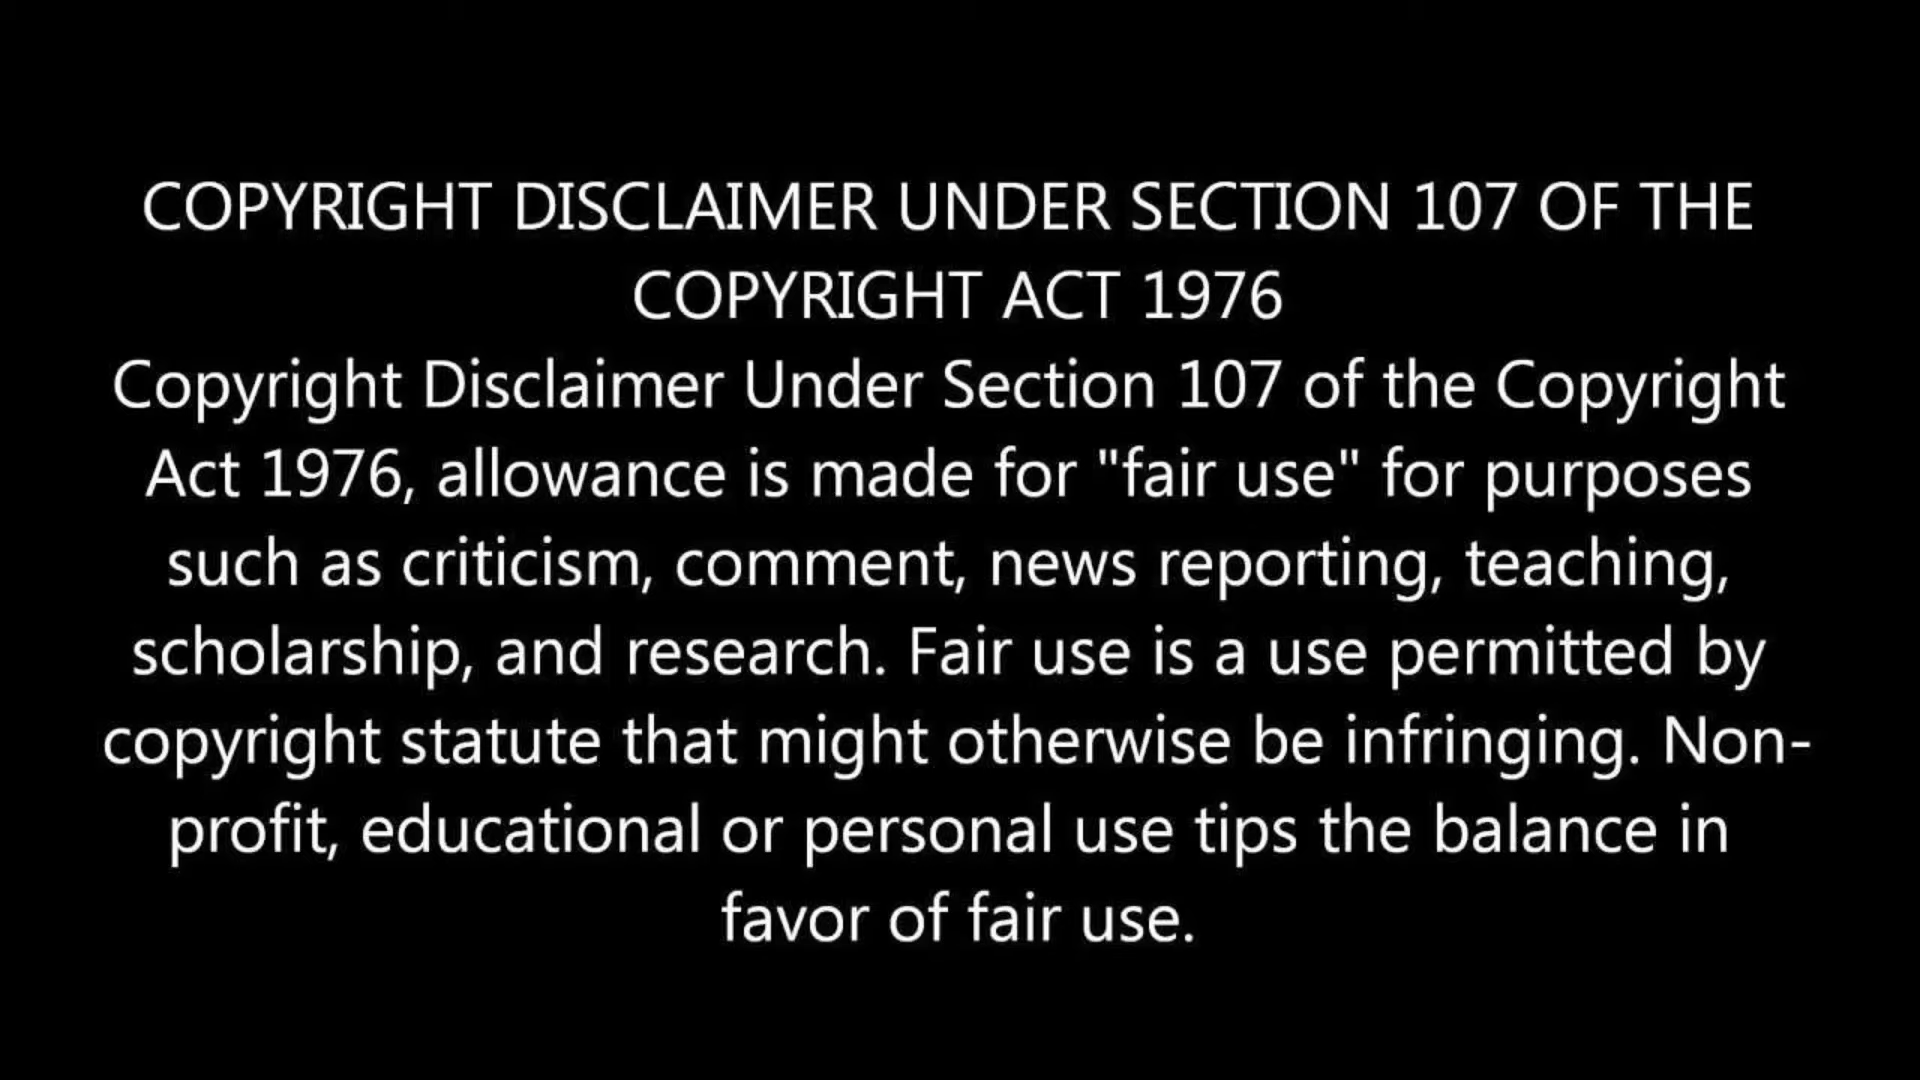 COPYRIGHT DISCLAIMER UNDER SECTION 107 OF THE
COPYRIGHT ACT 1976
Copyright Disclaimer Under Section 107 of the Copyright
Act 1976, allowance is made for "fair use" for purposes
such as criticism, comment, news reporting, teaching,
scholarship, and research. Fair use is a use permitted by
copyright statute that might otherwise be infringing. Non-
profit, educational or personal use tips the balance in
favor of fair use.